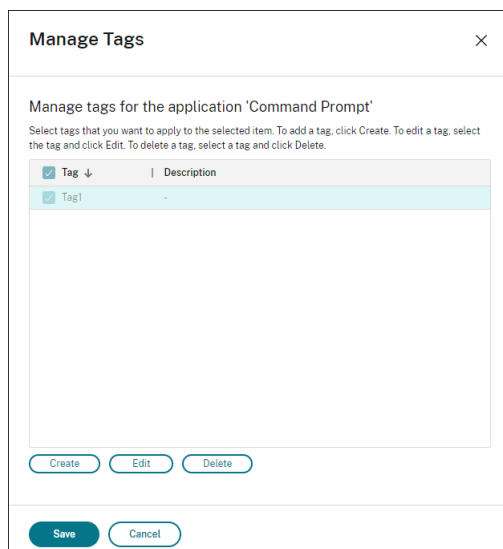 Manage Tags
Manage tags for the application 'Command Prompt'
Select tags that you want to apply to the selected item. To add a tag, click Create. To edit a tag, select
the tag and click Edit. To delete a tag, select a tag and click Delete.
Tag ↓ | Description
Tag1 -
Create Edit Delete
Save Cancel